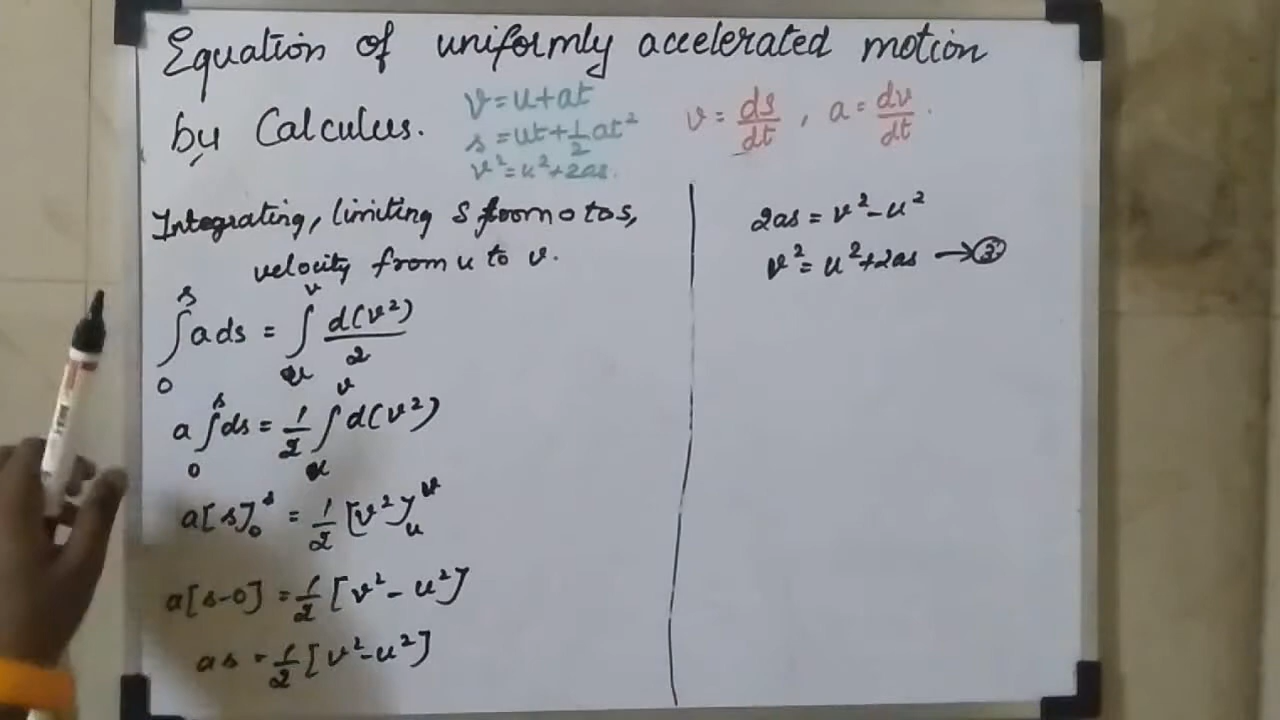 Equation of uniformly accelerated motion
by Calculus.
v = u + at
s = ut + 1/2 at²
v² = u² + 2as.
v = ds/dt , a = dv/dt .
Integrating, limiting S from 0 to s,
velocity from u to v.
∫₀ˢ a ds = ∫ᵤᵛ d(v²)/2
a ∫₀ˢ ds = 1/2 ∫ᵤᵛ d(v²)
a[s]₀ˢ = 1/2 [v²]ᵤᵛ
a[s-0] = 1/2 [v² - u²]
as = 1/2 [v² - u²]
2as = v² - u²
v² = u² + 2as → ③